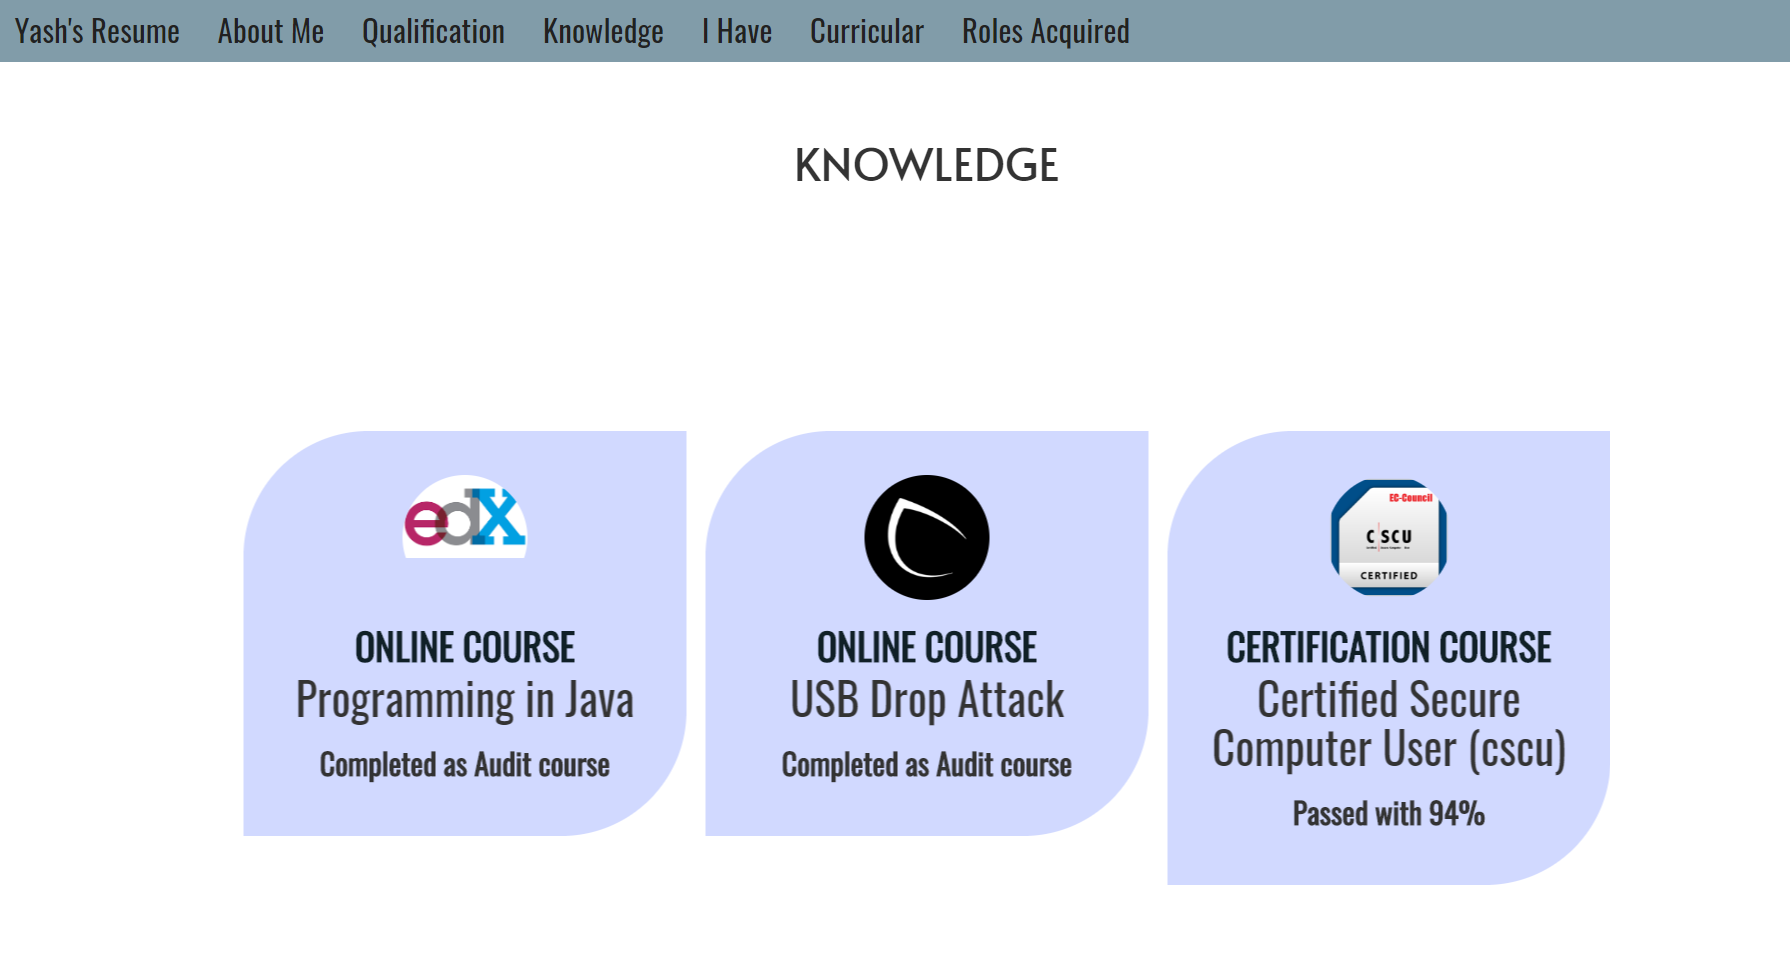 Yash's Resume About Me Qualification Knowledge I Have Curricular Roles Acquired
KNOWLEDGE
edX
ONLINE COURSE
Programming in Java
Completed as Audit course
ONLINE COURSE
USB Drop Attack
Completed as Audit course
EC-Council
C|SCU
CERTIFIED
CERTIFICATION COURSE
Certified Secure
Computer User (cscu)
Passed with 94%